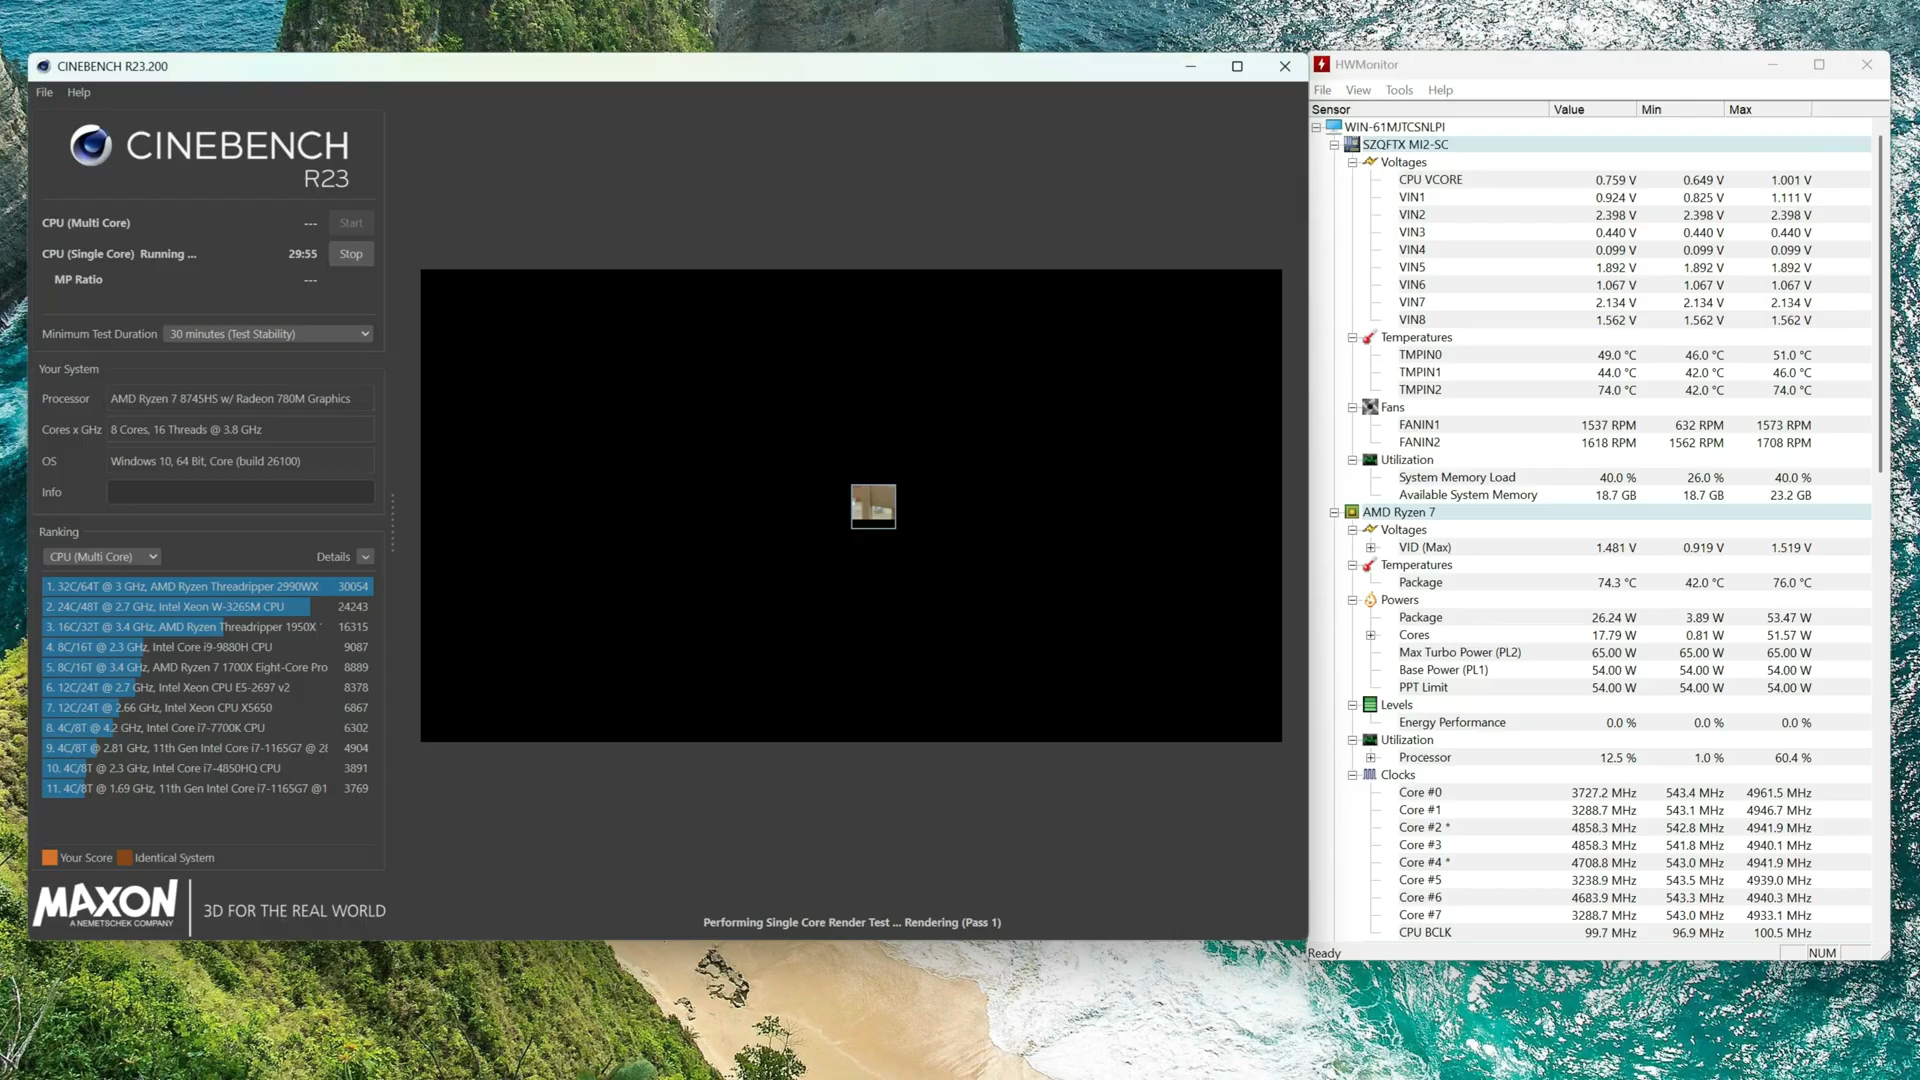 CINEBENCH R23.200
File Help
CINEBENCH
R23
CPU (Multi Core) --- Start
CPU (Single Core) Running ... 29:55 Stop
MP Ratio ---
Minimum Test Duration 30 minutes (Test Stability)
Your System
Processor AMD Ryzen 7 8745HS w/ Radeon 780M Graphics
Cores x GHz 8 Cores, 16 Threads @ 3.8 GHz
OS Windows 10, 64 Bit, Core (build 26100)
Info
Ranking
CPU (Multi Core) Details
1. 32C/64T @ 3 GHz, AMD Ryzen Threadripper 2990WX 30054
2. 24C/48T @ 2.7 GHz, Intel Xeon W-3265M CPU 24243
3. 16C/32T @ 3.4 GHz, AMD Ryzen Threadripper 1950X 16315
4. 8C/16T @ 2.3 GHz, Intel Core i9-9880H CPU 9087
5. 8C/16T @ 3.4 GHz, AMD Ryzen 7 1700X Eight-Core Pro 8889
6. 12C/24T @ 2.7 GHz, Intel Xeon CPU E5-2697 v2 8378
7. 12C/24T @ 2.66 GHz, Intel Xeon CPU X5650 6867
8. 4C/8T @ 4.2 GHz, Intel Core i7-7700K CPU 6302
9. 4C/8T @ 2.81 GHz, 11th Gen Intel Core i7-1165G7 @ 28 4904
10. 4C/8T @ 2.3 GHz, Intel Core i7-4850HQ CPU 3891
11. 4C/8T @ 1.69 GHz, 11th Gen Intel Core i7-1165G7 @1 3769
Your Score Identical System
MAXON
A NEMETSCHEK COMPANY
3D FOR THE REAL WORLD
Performing Single Core Render Test ... Rendering (Pass 1)
HWMonitor
File View Tools Help
Sensor Value Min Max
WIN-61MJTCSNLPI
SZQFTX MI2-SC
Voltages
CPU VCORE 0.759 V 0.649 V 1.001 V
VIN1 0.924 V 0.825 V 1.111 V
VIN2 2.398 V 2.398 V 2.398 V
VIN3 0.440 V 0.440 V 0.440 V
VIN4 0.099 V 0.099 V 0.099 V
VIN5 1.892 V 1.892 V 1.892 V
VIN6 1.067 V 1.067 V 1.067 V
VIN7 2.134 V 2.134 V 2.134 V
VIN8 1.562 V 1.562 V 1.562 V
Temperatures
TMPIN0 49.0 °C 46.0 °C 51.0 °C
TMPIN1 44.0 °C 42.0 °C 46.0 °C
TMPIN2 74.0 °C 42.0 °C 74.0 °C
Fans
FANIN1 1537 RPM 632 RPM 1573 RPM
FANIN2 1618 RPM 1562 RPM 1708 RPM
Utilization
System Memory Load 40.0 % 26.0 % 40.0 %
Available System Memory 18.7 GB 18.7 GB 23.2 GB
AMD Ryzen 7
Voltages
VID (Max) 1.481 V 0.919 V 1.519 V
Temperatures
Package 74.3 °C 42.0 °C 76.0 °C
Powers
Package 26.24 W 3.89 W 53.47 W
Cores 17.79 W 0.81 W 51.57 W
Max Turbo Power (PL2) 65.00 W 65.00 W 65.00 W
Base Power (PL1) 54.00 W 54.00 W 54.00 W
PPT Limit 54.00 W 54.00 W 54.00 W
Levels
Energy Performance 0.0 % 0.0 % 0.0 %
Utilization
Processor 12.5 % 1.0 % 60.4 %
Clocks
Core #0 3727.2 MHz 543.4 MHz 4961.5 MHz
Core #1 3288.7 MHz 543.1 MHz 4946.7 MHz
Core #2 * 4858.3 MHz 542.8 MHz 4941.9 MHz
Core #3 4858.3 MHz 541.8 MHz 4940.1 MHz
Core #4 * 4708.8 MHz 543.0 MHz 4941.9 MHz
Core #5 3238.9 MHz 543.5 MHz 4939.0 MHz
Core #6 4683.9 MHz 543.3 MHz 4940.3 MHz
Core #7 3288.7 MHz 543.0 MHz 4933.1 MHz
CPU BCLK 99.7 MHz 96.9 MHz 100.5 MHz
Ready NUM